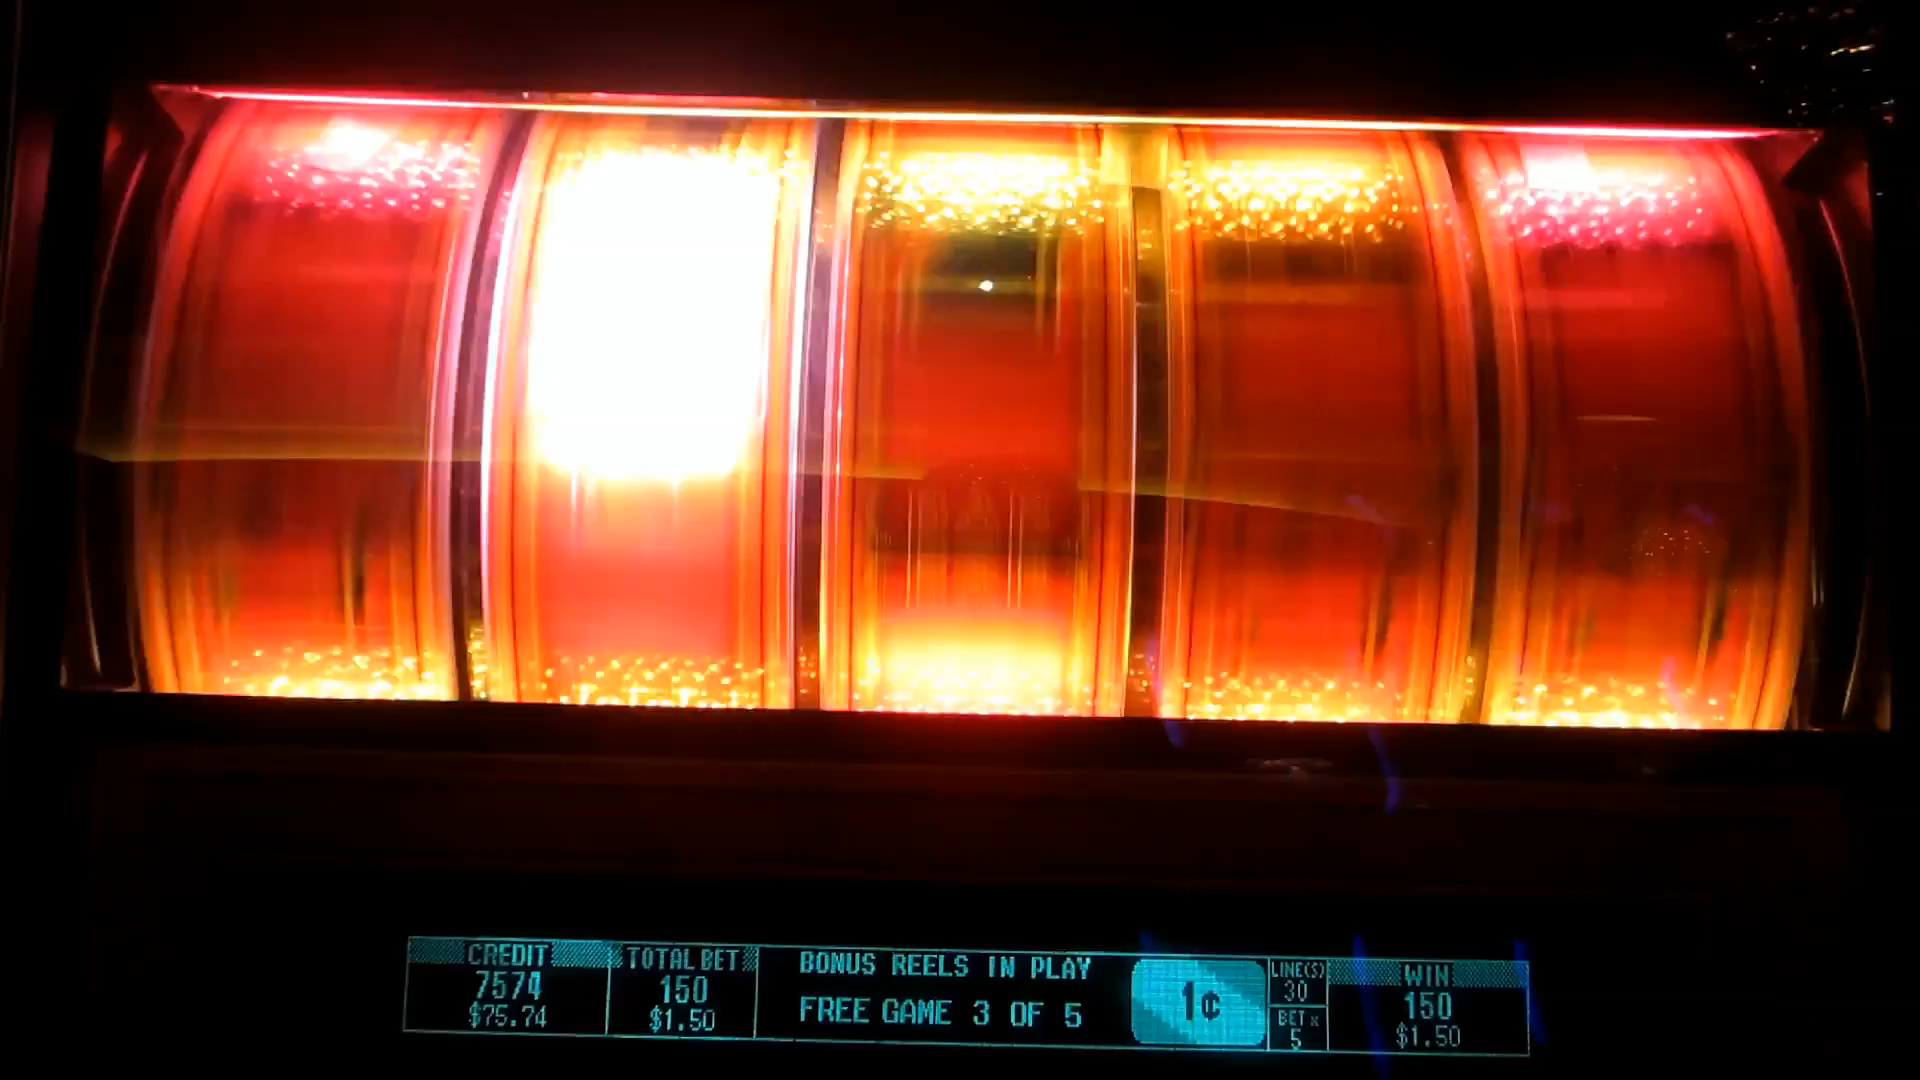 CREDIT
7574
$75.74
TOTAL BET
150
$1.50
BONUS REELS IN PLAY
FREE GAME 3 OF 5
1¢
LINE(S)
30
BET x
5
WIN
150
$1.50